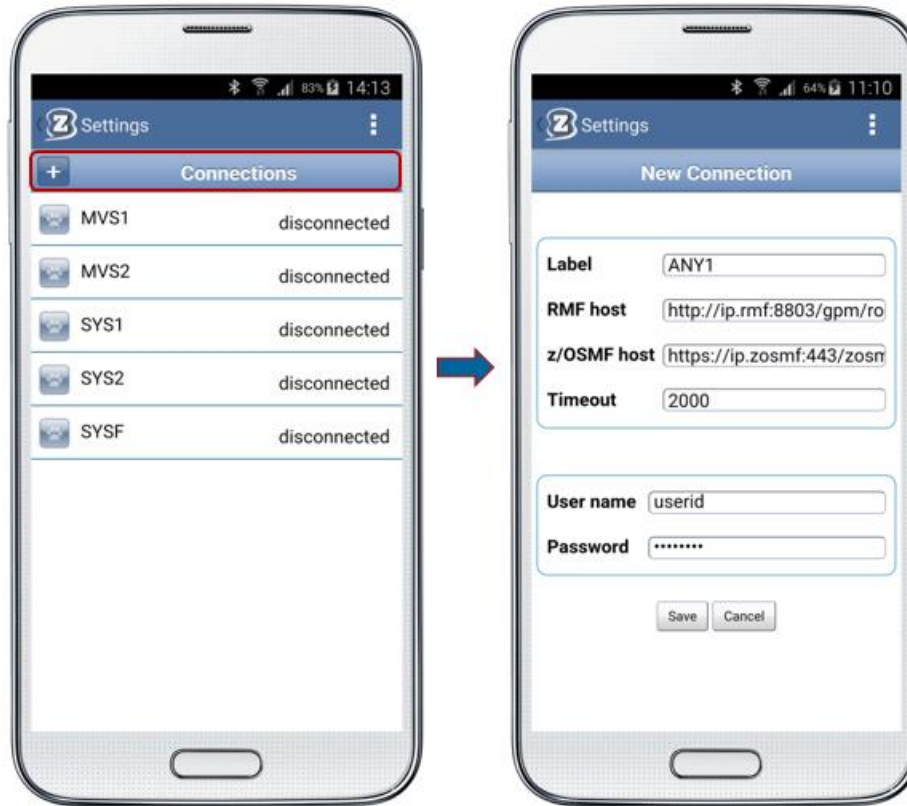 83% 14:13
Z Settings
+ Connections
MVS1 disconnected
MVS2 disconnected
SYS1 disconnected
SYS2 disconnected
SYSF disconnected
64% 11:10
Z Settings
New Connection
Label ANY1
RMF host http://ip.rmf:8803/gpm/ro
z/OSMF host https://ip.zosmf:443/zosm
Timeout 2000
User name userid
Password ••••••••
Save Cancel